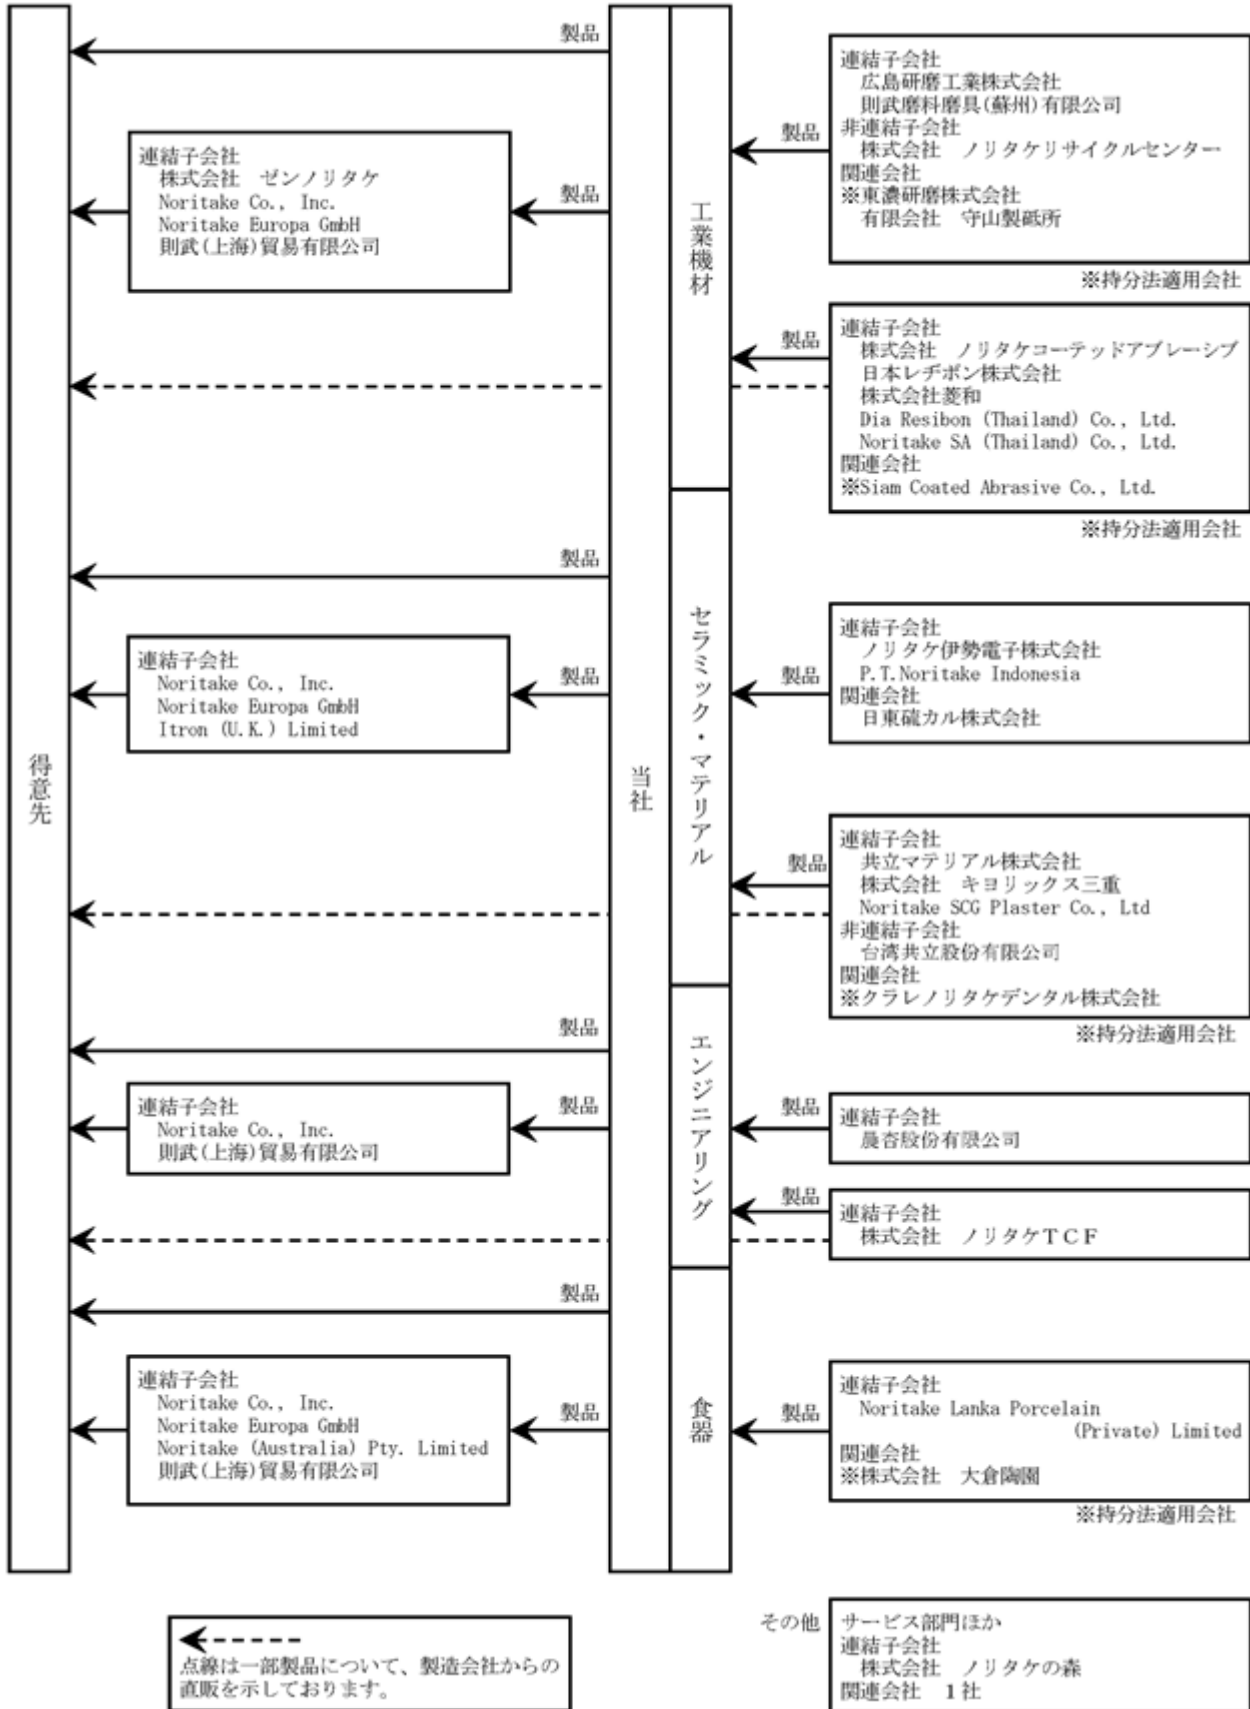 得意先
当社
工業機材
製品
連結子会社
株式会社　ゼンノリタケ
Noritake Co., Inc.
Noritake Europa GmbH
則武(上海)貿易有限公司
製品
製品
連結子会社
広島研磨工業株式会社
則武磨料磨具(蘇州)有限公司
非連結子会社
株式会社　ノリタケリサイクルセンター
関連会社
※東濃研磨株式会社
有限会社　守山製砥所
※持分法適用会社
製品
連結子会社
株式会社　ノリタケコーテッドアブレーシブ
日本レヂボン株式会社
株式会社菱和
Dia Resibon (Thailand) Co., Ltd.
Noritake SA (Thailand) Co., Ltd.
関連会社
※Siam Coated Abrasive Co., Ltd.
※持分法適用会社
セラミック・マテリアル
製品
連結子会社
Noritake Co., Inc.
Noritake Europa GmbH
Itron (U.K.) Limited
製品
製品
連結子会社
ノリタケ伊勢電子株式会社
P.T.Noritake Indonesia
関連会社
日東硫カル株式会社
製品
連結子会社
共立マテリアル株式会社
株式会社　キヨリックス三重
Noritake SCG Plaster Co., Ltd
非連結子会社
台湾共立股份有限公司
関連会社
※クラレノリタケデンタル株式会社
※持分法適用会社
エンジニアリング
製品
連結子会社
Noritake Co., Inc.
則武(上海)貿易有限公司
製品
製品
連結子会社
晨杏股份有限公司
製品
連結子会社
株式会社　ノリタケＴＣＦ
食器
製品
連結子会社
Noritake Co., Inc.
Noritake Europa GmbH
Noritake (Australia) Pty. Limited
則武(上海)貿易有限公司
製品
製品
連結子会社
Noritake Lanka Porcelain
(Private) Limited
関連会社
※株式会社　大倉陶園
※持分法適用会社
点線は一部製品について、製造会社からの
直販を示しております。
その他
サービス部門ほか
連結子会社
株式会社　ノリタケの森
関連会社　１社